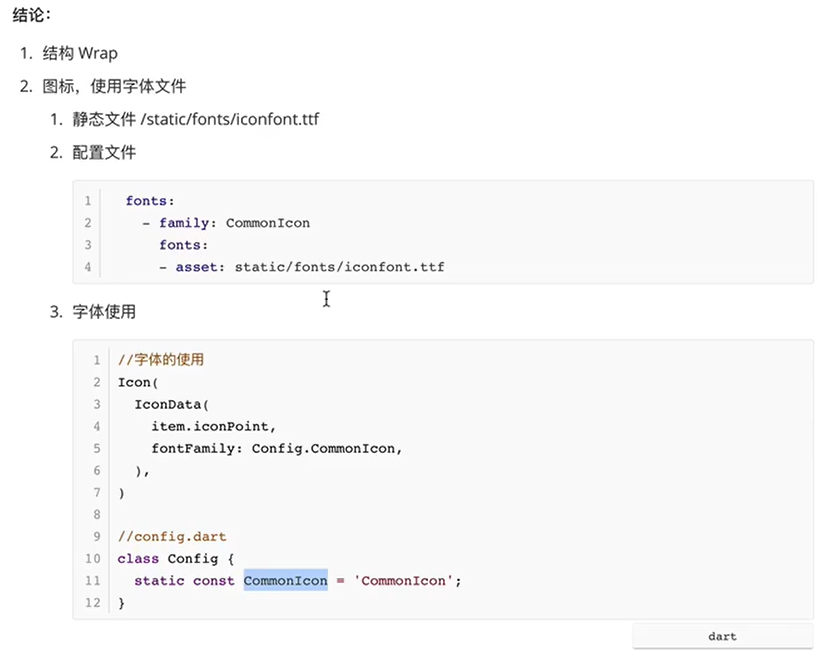 结论：
1. 结构 Wrap
2. 图标，使用字体文件
1. 静态文件 /static/fonts/iconfont.ttf
2. 配置文件
1 fonts:
2 - family: CommonIcon
3 fonts:
4 - asset: static/fonts/iconfont.ttf
3. 字体使用
1 //字体的使用
2 Icon(
3 IconData(
4 item.iconPoint,
5 fontFamily: Config.CommonIcon,
6 ),
7 )
8
9 //config.dart
10 class Config {
11 static const CommonIcon = 'CommonIcon';
12 }
dart